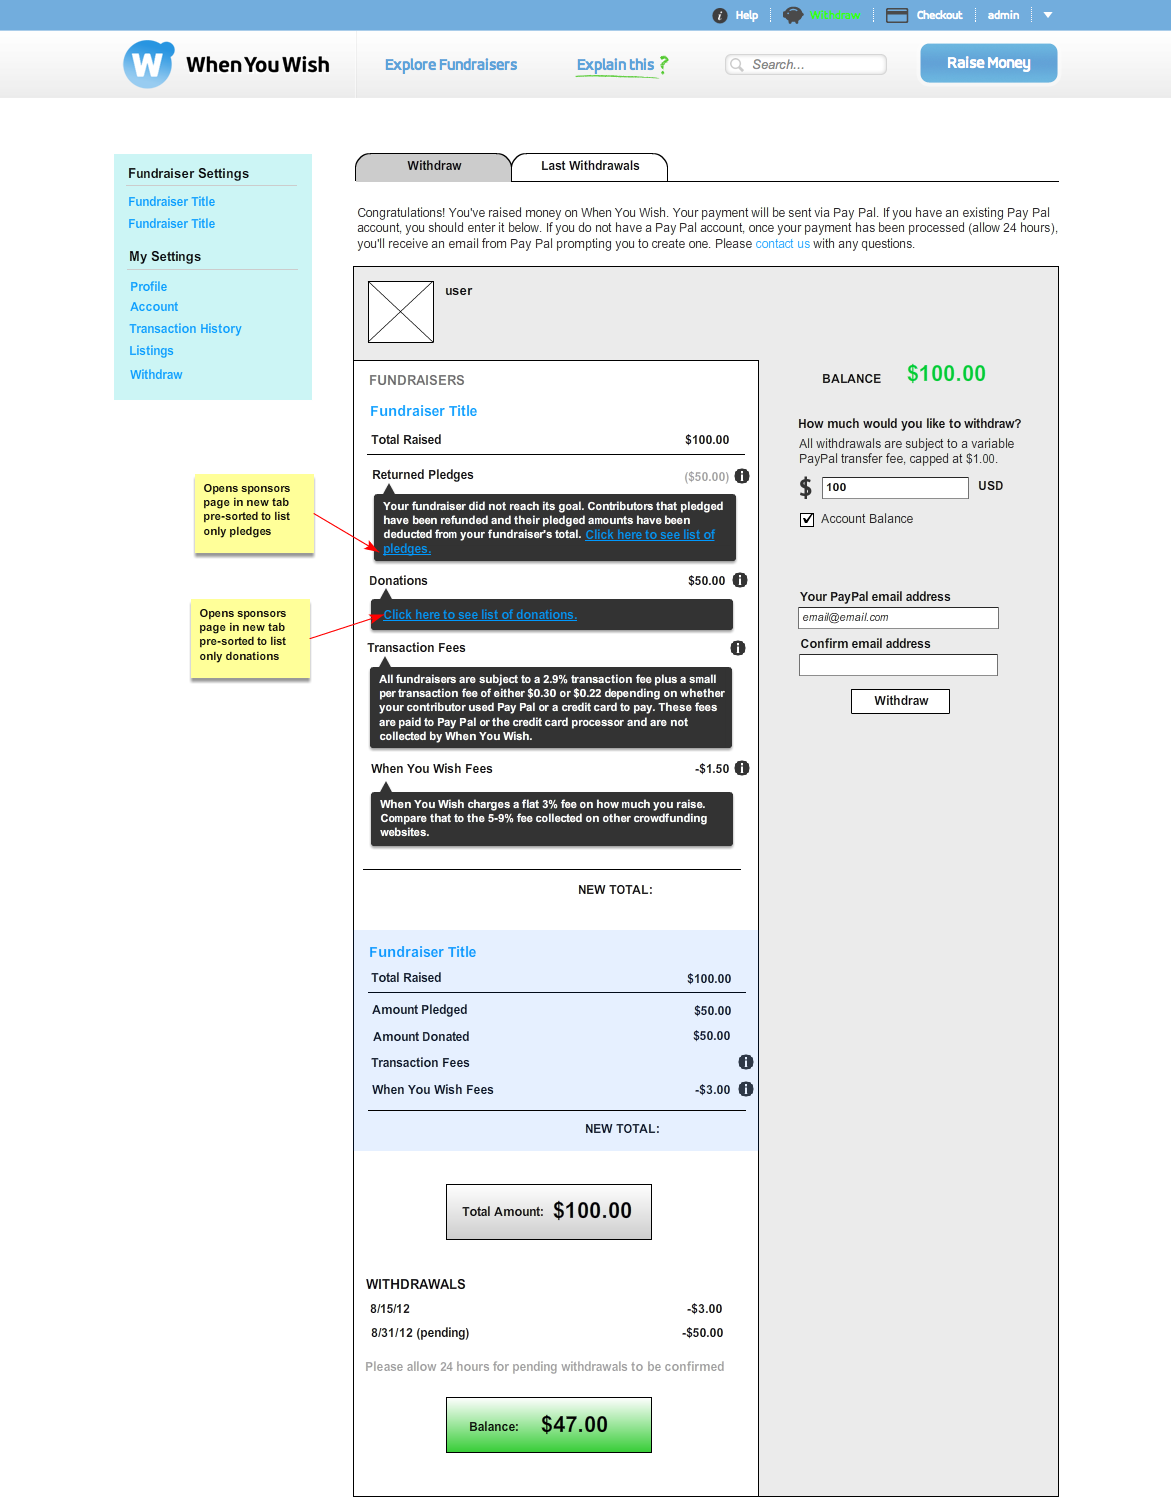 Help
Withdraw
Checkout
admin
When You Wish
Explore Fundraisers
Explain this ?
Search...
Raise Money
Fundraiser Settings
Fundraiser Title
Fundraiser Title
My Settings
Profile
Account
Transaction History
Listings
Withdraw
Withdraw
Last Withdrawals
Congratulations! You've raised money on When You Wish. Your payment will be sent via Pay Pal. If you have an existing Pay Pal
account, you should enter it below. If you do not have a Pay Pal account, once your payment has been processed (allow 24 hours),
you'll receive an email from Pay Pal prompting you to create one. Please contact us with any questions.
user
FUNDRAISERS
Fundraiser Title
Total Raised $100.00
Returned Pledges ($50.00)
Your fundraiser did not reach its goal. Contributors that pledged
have been refunded and their pledged amounts have been
deducted from your fundraiser's total. Click here to see list of
pledges.
Opens sponsors
page in new tab
pre-sorted to list
only pledges
Donations $50.00
Click here to see list of donations.
Opens sponsors
page in new tab
pre-sorted to list
only donations
Transaction Fees
All fundraisers are subject to a 2.9% transaction fee plus a small
per transaction fee of either $0.30 or $0.22 depending on whether
your contributor used Pay Pal or a credit card to pay. These fees
are paid to Pay Pal or the credit card processor and are not
collected by When You Wish.
When You Wish Fees -$1.50
When You Wish charges a flat 3% fee on how much you raise.
Compare that to the 5-9% fee collected on other crowdfunding
websites.
NEW TOTAL:
Fundraiser Title
Total Raised $100.00
Amount Pledged $50.00
Amount Donated $50.00
Transaction Fees
When You Wish Fees -$3.00
NEW TOTAL:
Total Amount: $100.00
WITHDRAWALS
8/15/12 -$3.00
8/31/12 (pending) -$50.00
Please allow 24 hours for pending withdrawals to be confirmed
Balance: $47.00
BALANCE $100.00
How much would you like to withdraw?
All withdrawals are subject to a variable
PayPal transfer fee, capped at $1.00.
$ 100 USD
Account Balance
Your PayPal email address
email@email.com
Confirm email address
Withdraw